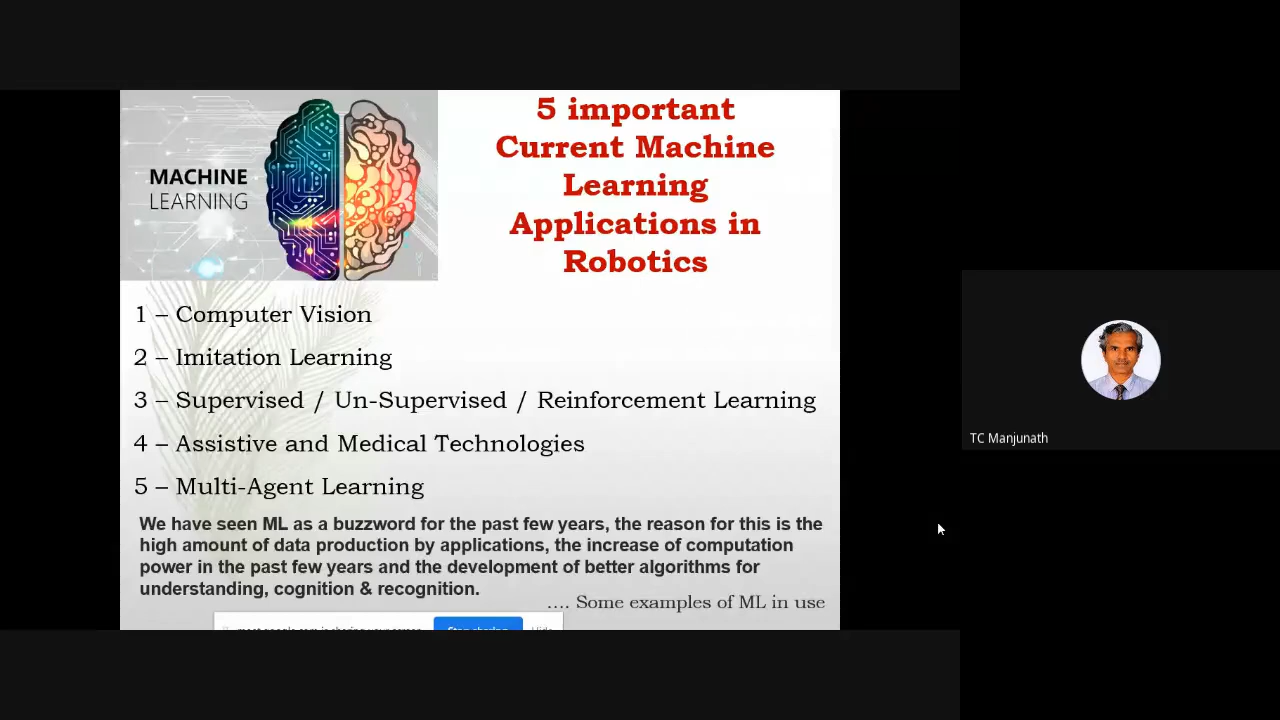 MACHINE
LEARNING
5 important
Current Machine
Learning
Applications in
Robotics
1 – Computer Vision
2 – Imitation Learning
3 – Supervised / Un-Supervised / Reinforcement Learning
4 – Assistive and Medical Technologies
5 – Multi-Agent Learning
We have seen ML as a buzzword for the past few years, the reason for this is the
high amount of data production by applications, the increase of computation
power in the past few years and the development of better algorithms for
understanding, cognition & recognition.
…. Some examples of ML in use
Stop sharing
Hide
TC Manjunath